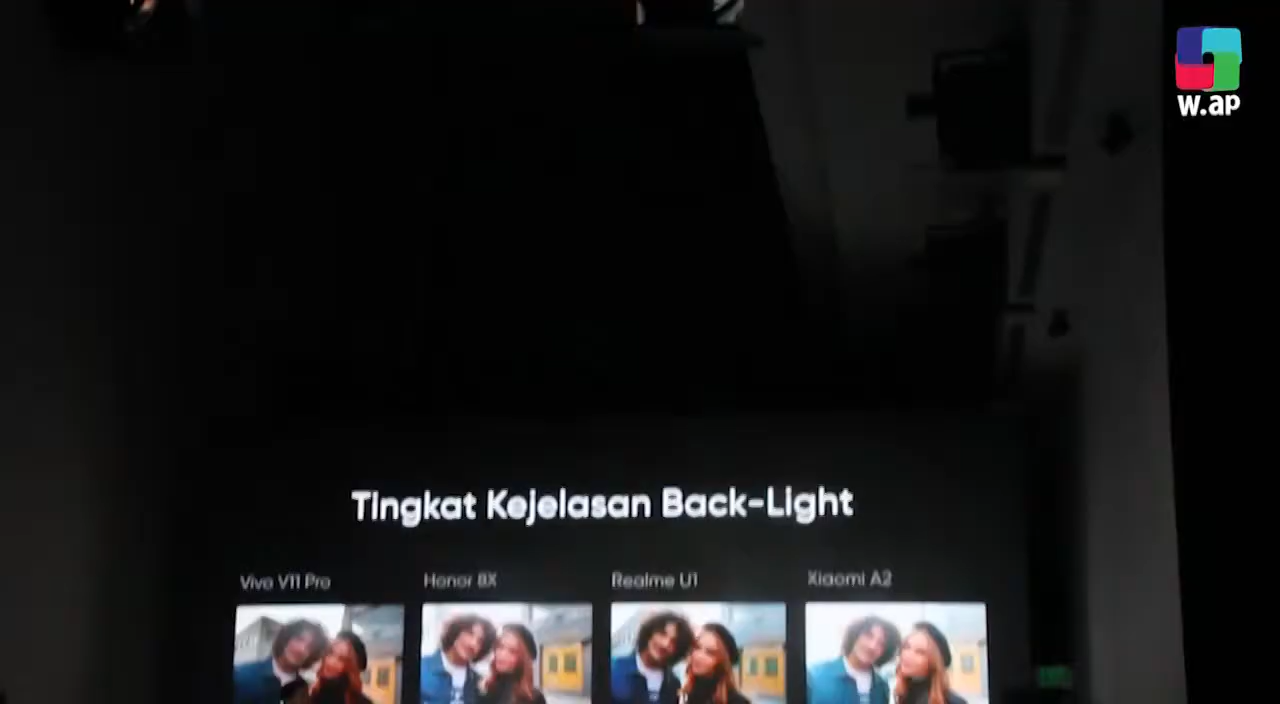 w.ap
Tingkat Kejelasan Back-Light
Vivo V11 Pro
Honor 8X
Realme U1
Xiaomi A2